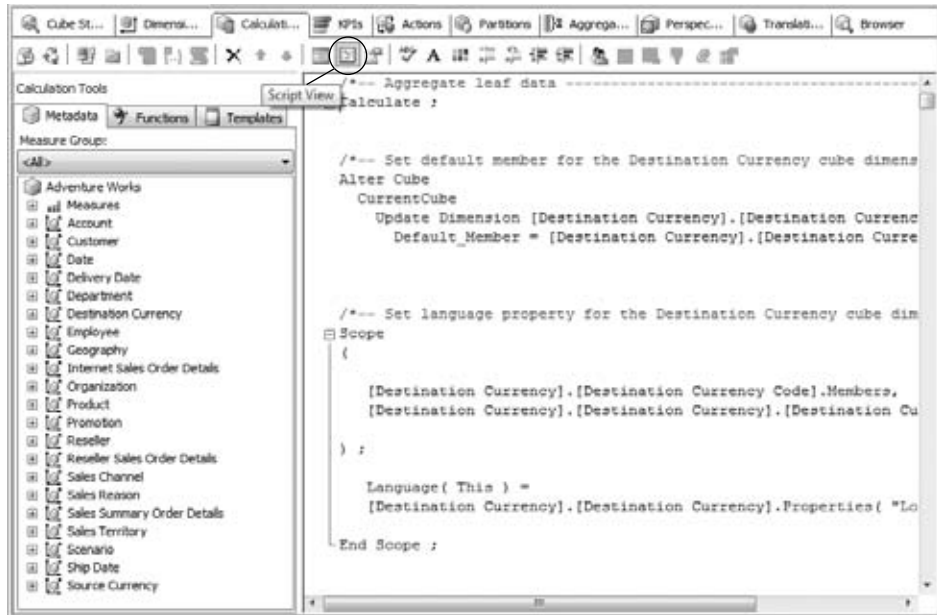 Cube St... Dimensi... Calculati... KPIs Actions Partitions Aggrega... Perspec... Translati... Browser
Calculation Tools
Script View
Metadata Functions Templates
Measure Group:
<All>
Adventure Works
Measures
Account
Customer
Date
Delivery Date
Department
Destination Currency
Employee
Geography
Internet Sales Order Details
Organization
Product
Promotion
Reseller
Reseller Sales Order Details
Sales Channel
Sales Reason
Sales Summary Order Details
Sales Territory
Scenario
Ship Date
Source Currency
/*-- Aggregate leaf data ----------------------------------------
Calculate ;
/*-- Set default member for the Destination Currency cube dimens
Alter Cube
CurrentCube
Update Dimension [Destination Currency].[Destination Currenc
Default_Member = [Destination Currency].[Destination Curre
/*-- Set language property for the Destination Currency cube dim
Scope
(
[Destination Currency].[Destination Currency Code].Members,
[Destination Currency].[Destination Currency].[Destination Cu
) ;
Language( This ) =
[Destination Currency].[Destination Currency].Properties( "Lo
End Scope ;